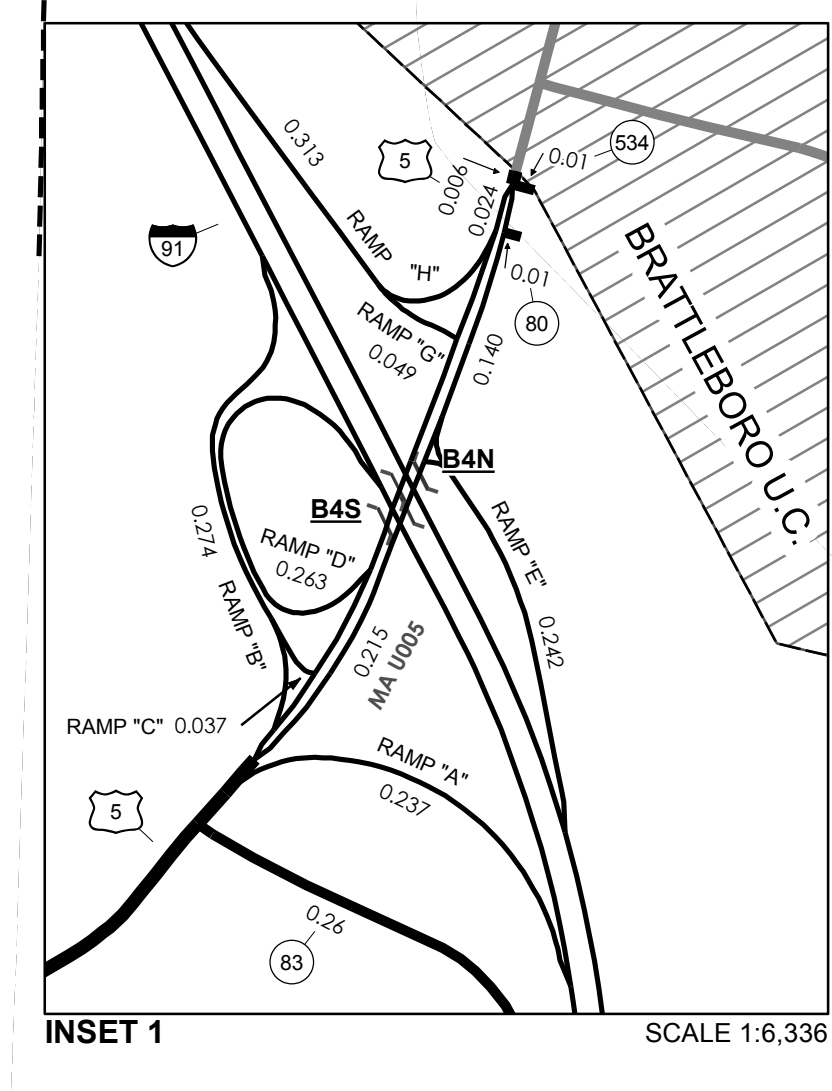 0.313
5
0.006
0.024
0.01
534
91
RAMP "H"
0.01
80
RAMP "G"
0.049
0.140
BRATTLEBORO U.C.
B4N
B4S
RAMP "D"
0.263
0.274
RAMP "B"
RAMP "E"
0.242
0.215
MA U005
RAMP "C" 0.037
RAMP "A"
0.237
5
0.26
83
INSET 1
SCALE 1:6,336